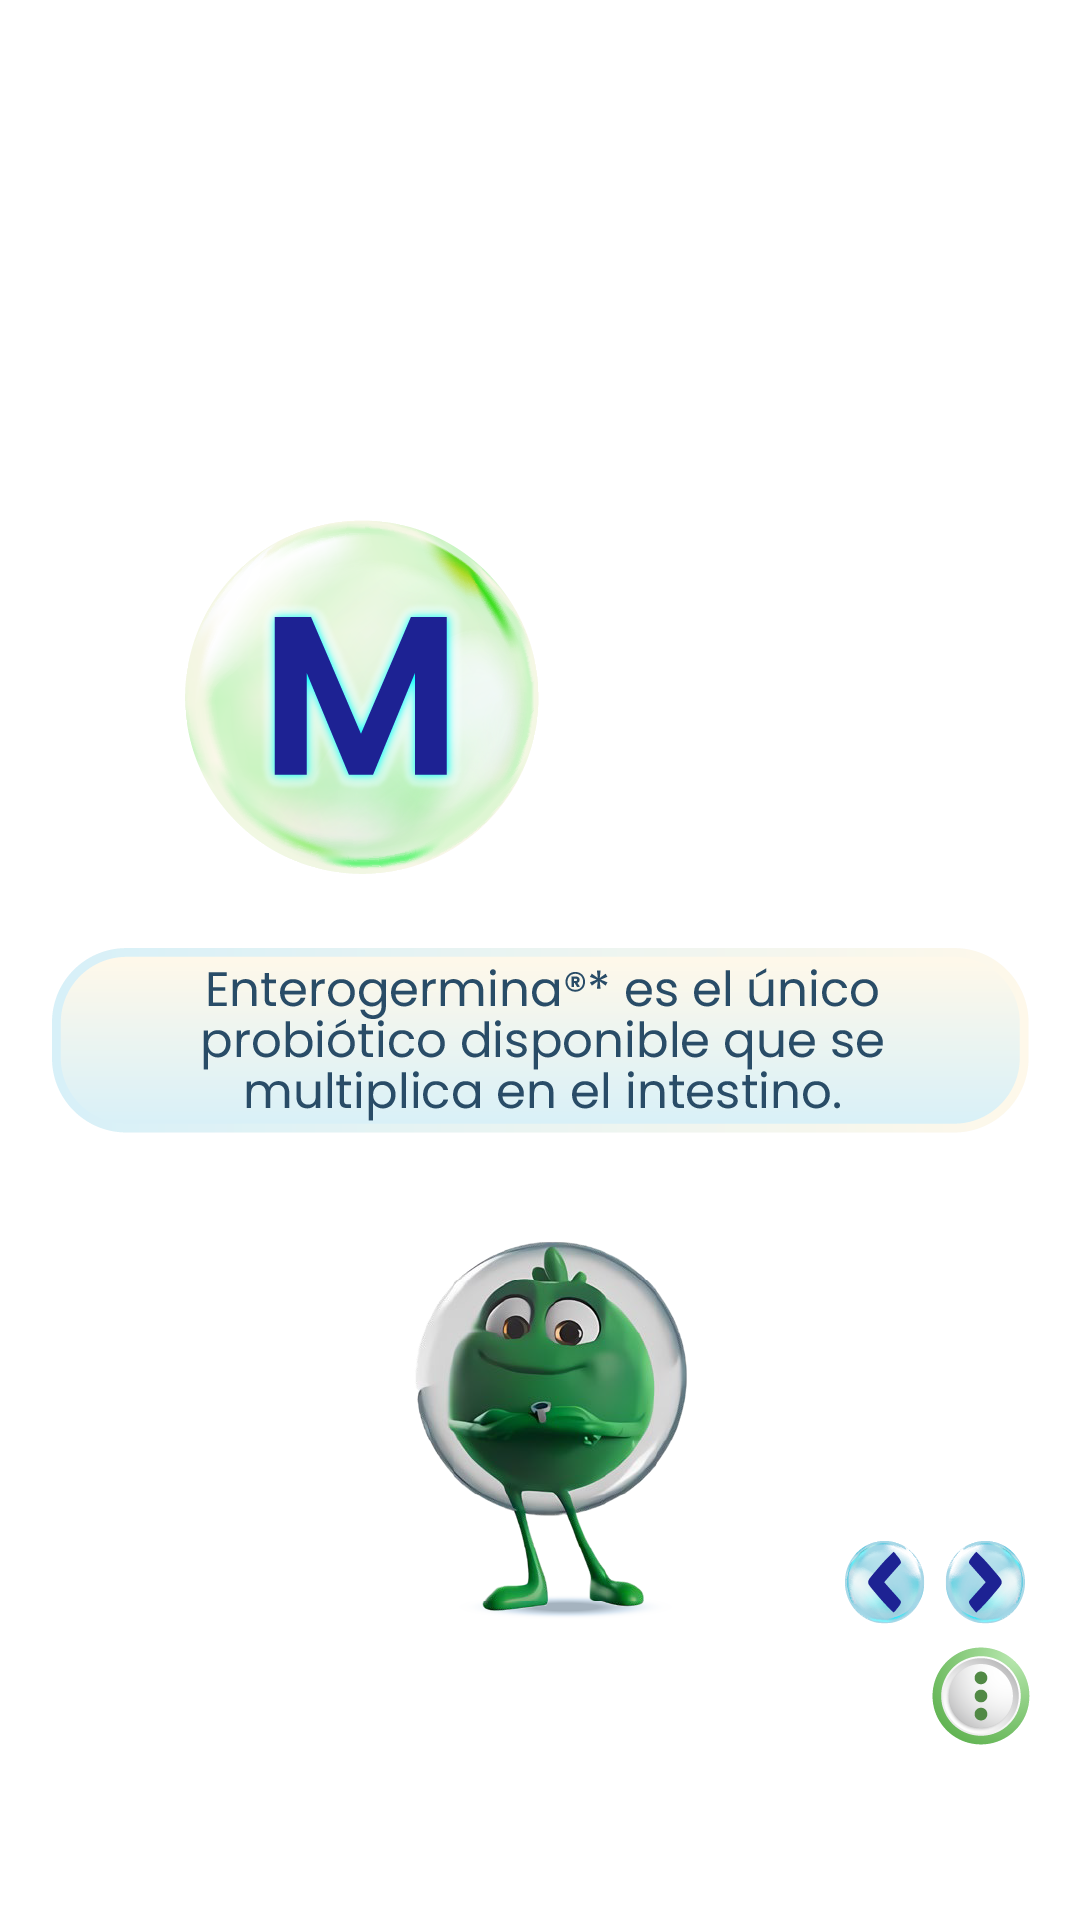 M
Enterogermina®* es el único
probiótico disponible que se
multiplica en el intestino.